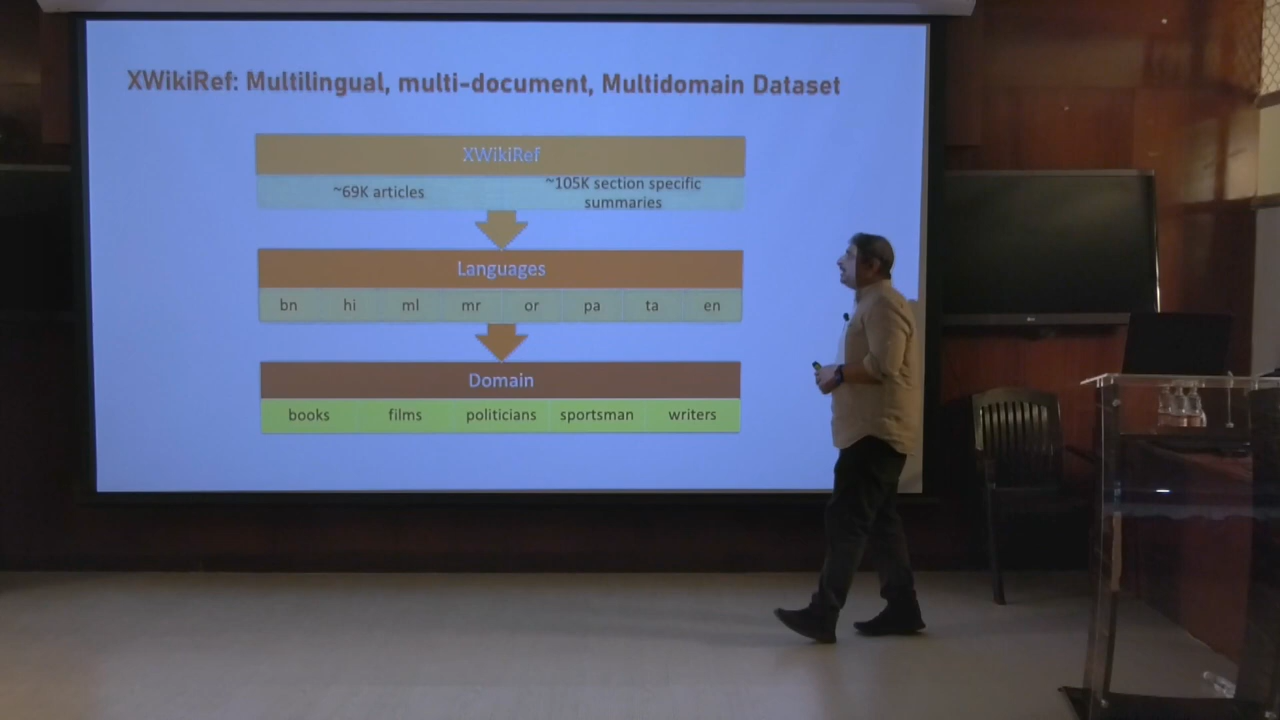 XWikiRef: Multilingual, multi-document, Multidomain Dataset
XWikiRef
~69K articles
~105K section specific
summaries
Languages
bn hi ml mr or pa ta en
Domain
books films politicians sportsman writers